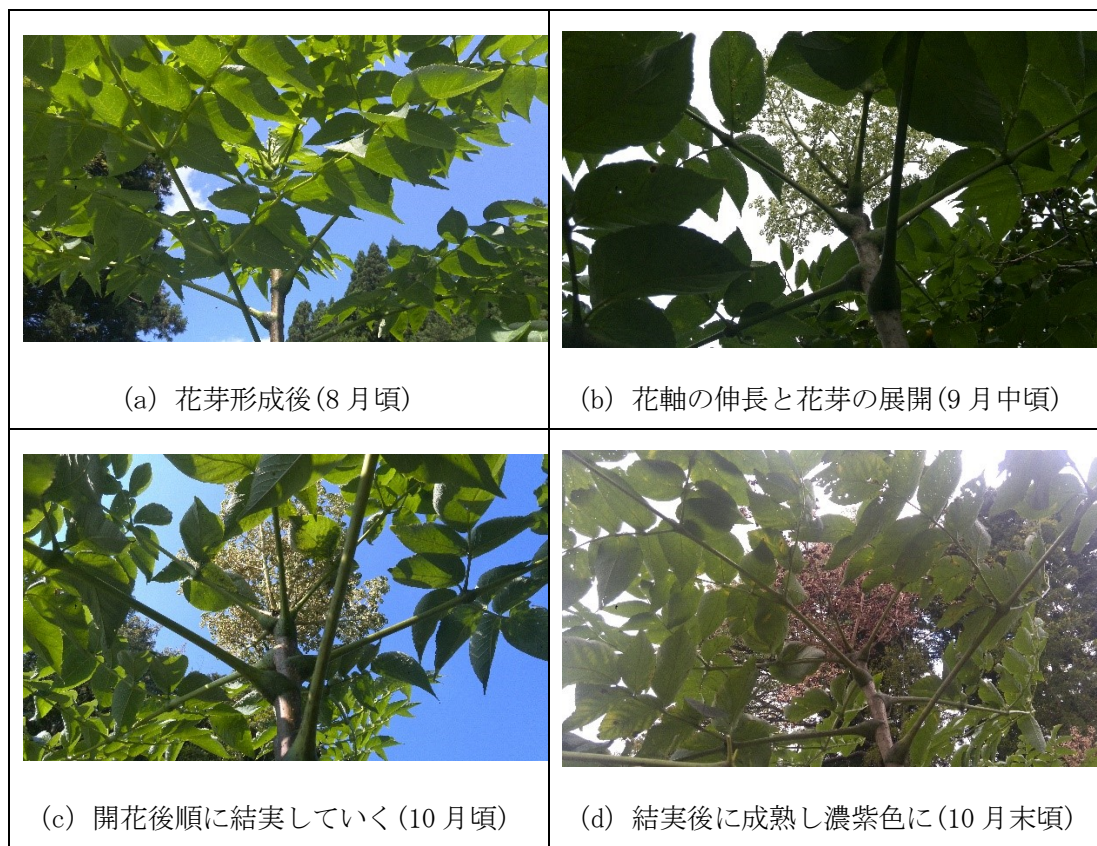 (a) 花芽形成後(8 月頃)
(b) 花軸の伸長と花芽の展開(9 月中頃)
(c) 開花後順に結実していく(10 月頃)
(d) 結実後に成熟し濃紫色に(10 月末頃)